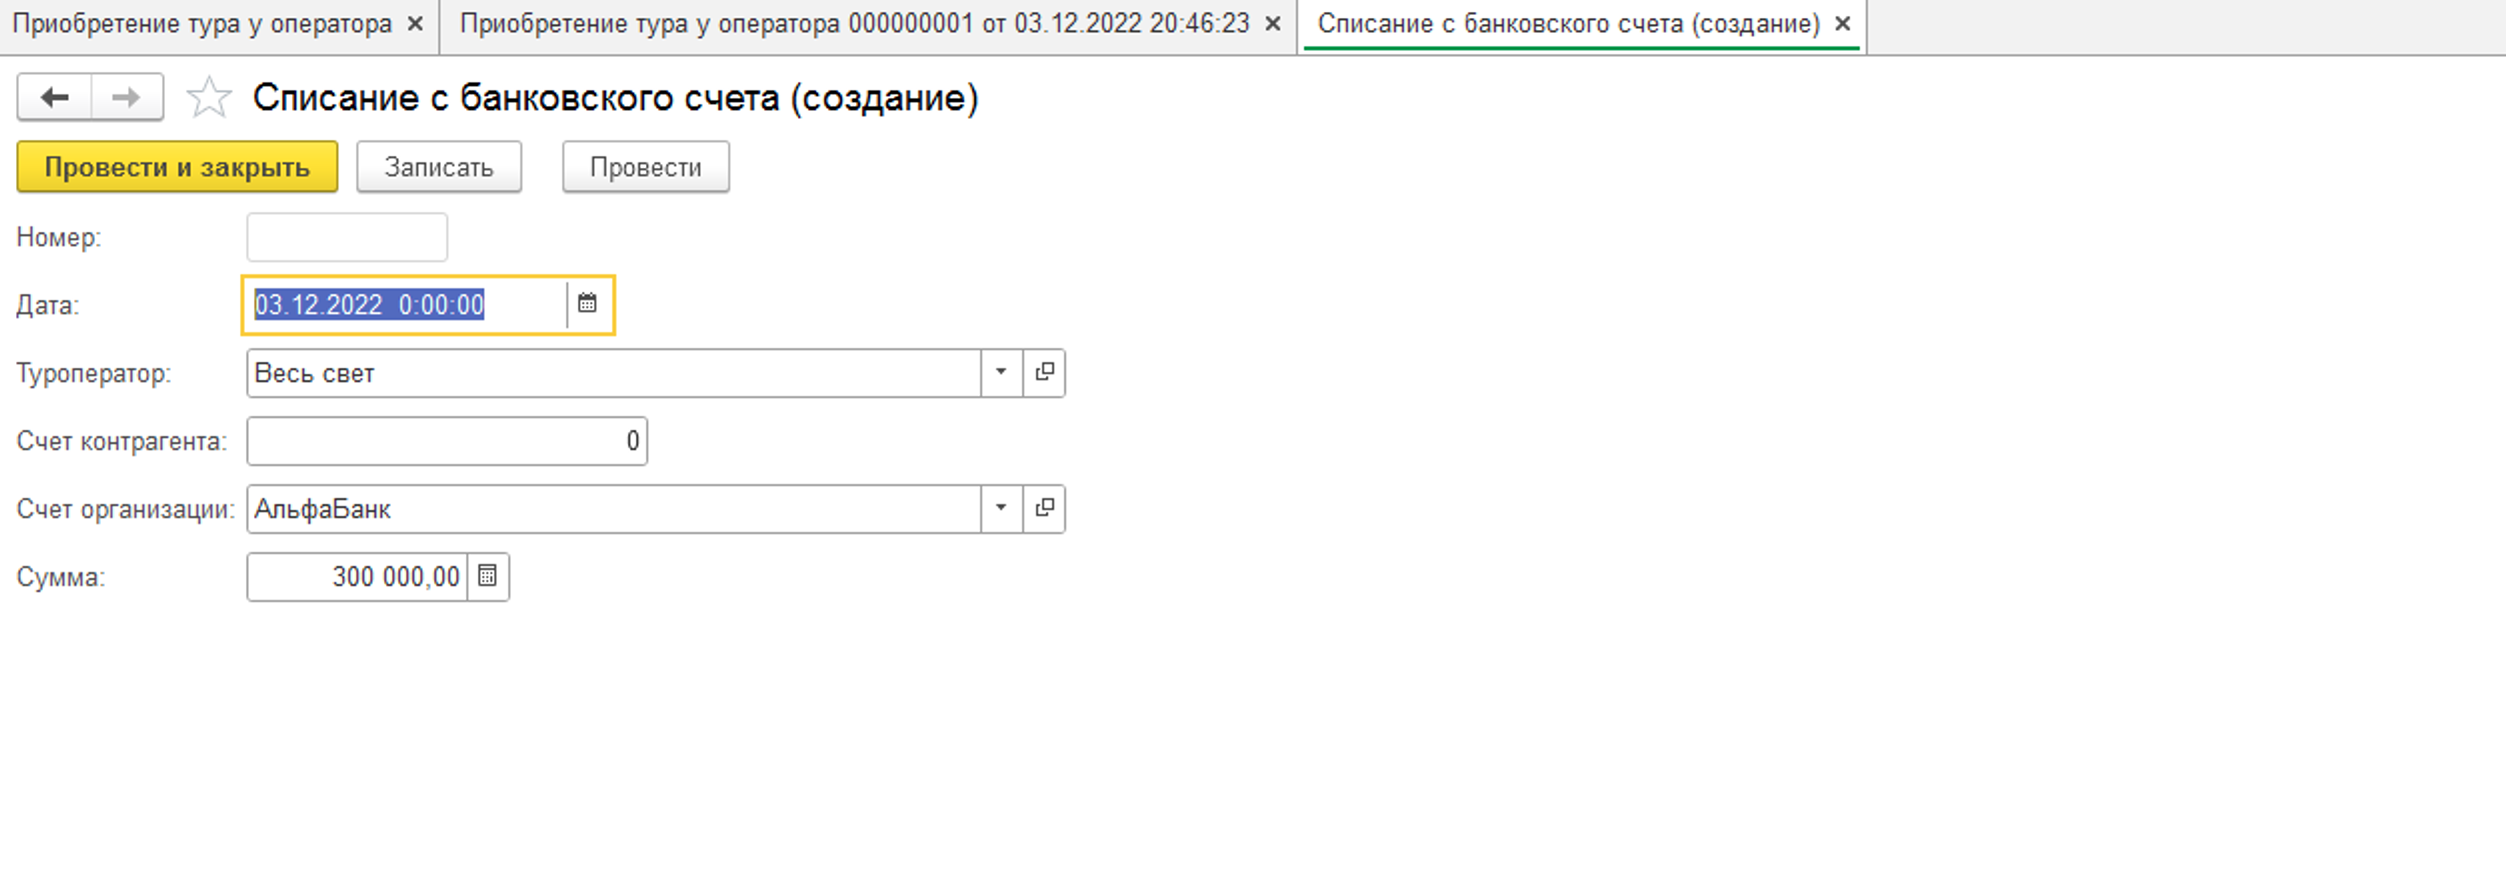 Приобретение тура у оператора × Приобретение тура у оператора 000000001 от 03.12.2022 20:46:23 × Списание с банковского счета (создание) ×
Списание с банковского счета (создание)
Провести и закрыть Записать Провести
Номер:
Дата: 03.12.2022 0:00:00
Туроператор: Весь свет
Счет контрагента: 0
Счет организации: АльфаБанк
Сумма: 300 000,00